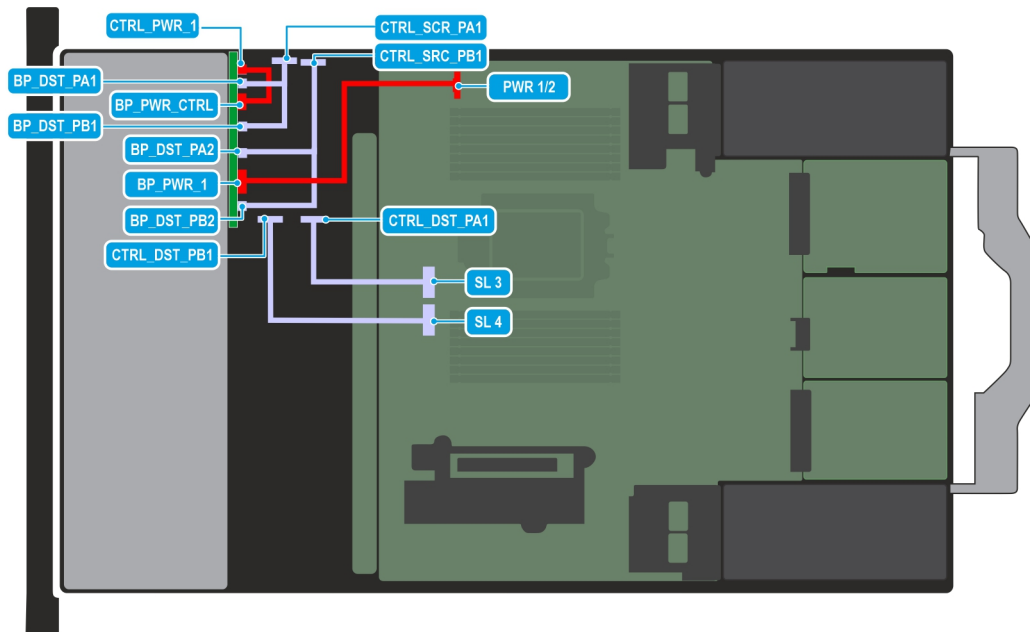 CTRL_PWR_1
CTRL_SCR_PA1
CTRL_SRC_PB1
BP_DST_PA1
PWR 1/2
BP_PWR_CTRL
BP_DST_PB1
BP_DST_PA2
BP_PWR_1
BP_DST_PB2
CTRL_DST_PA1
CTRL_DST_PB1
SL 3
SL 4